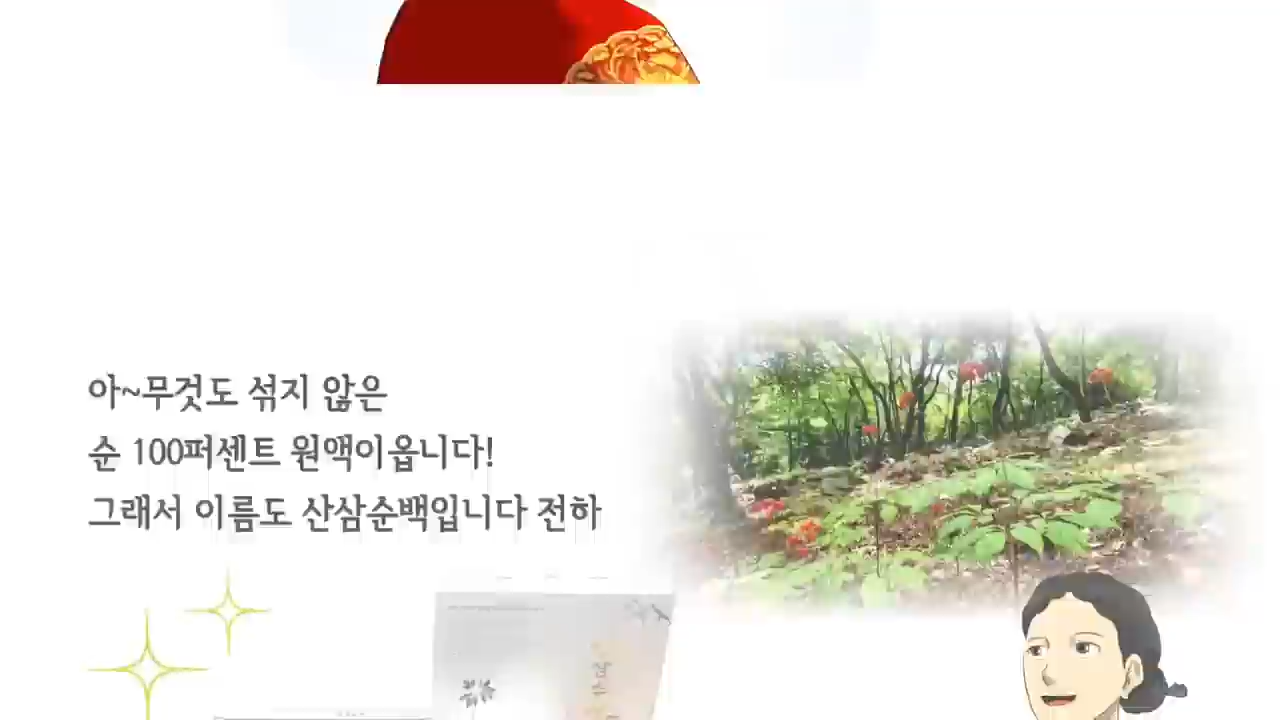 아~무것도 섞지 않은
순 100퍼센트 원액이옵니다!
그래서 이름도 산삼순백입니다 전하